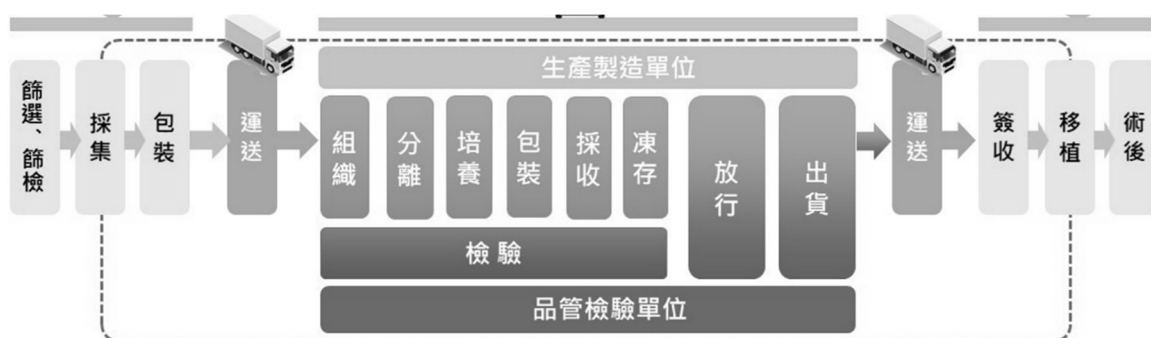 生產製造單位
篩選、篩檢
採集
包裝
運送
組織
分離
培養
包裝
採收
凍存
放行
出貨
運送
簽收
移植
術後
檢驗
品管檢驗單位